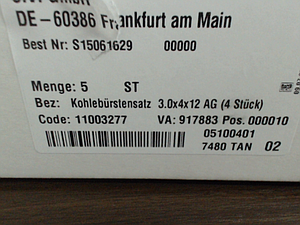 DE-60386 Frankfurt am Main
Best Nr: S15061629 00000
Menge: 5 ST
Bez: Kohlebürstensatz 3.0x4x12 AG (4 Stück)
Code: 11003277 VA: 917883 Pos. 000010
05100401
7480 TAN 02